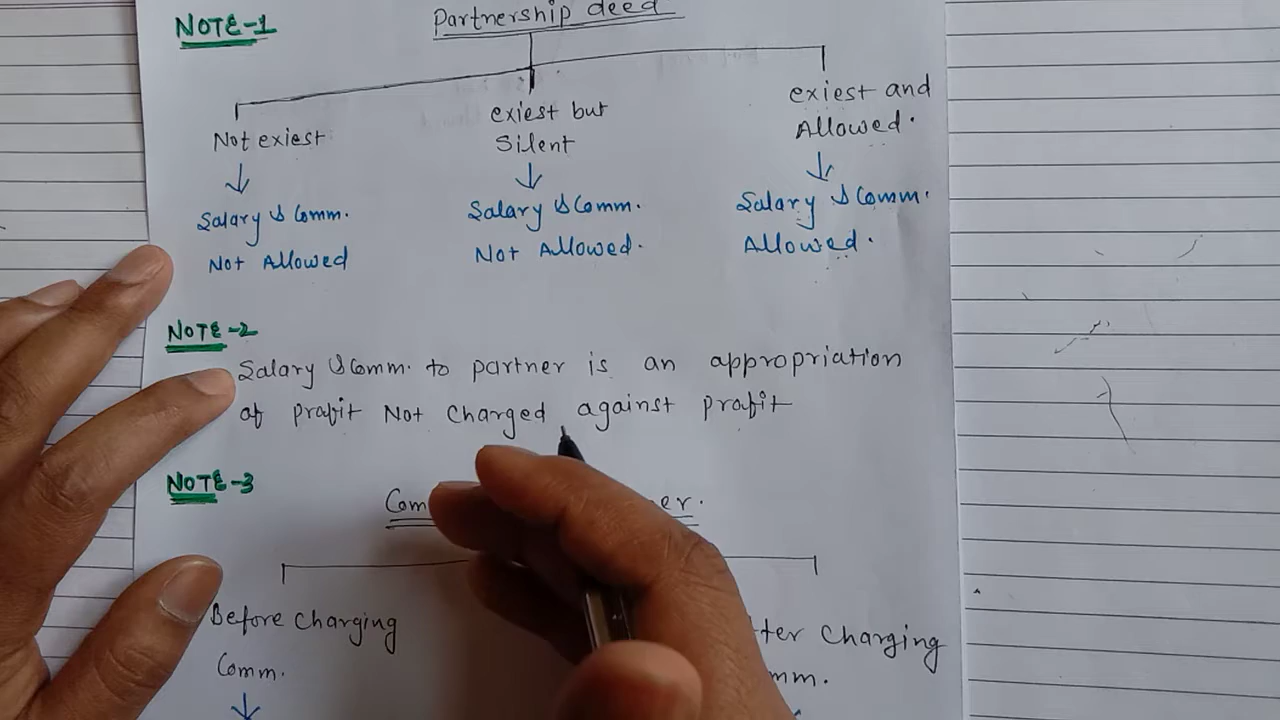 NOTE-1
Partnership deed
Not exiest
exiest but
Silent
exiest and
Allowed.
Salary & Comm.
Not Allowed
Salary & Comm.
Not Allowed.
Salary & Comm.
Allowed.
NOTE-2
Salary & Comm. to partner is an appropriation
of profit Not Charged against profit
NOTE-3
Before Charging
Comm.
Charging